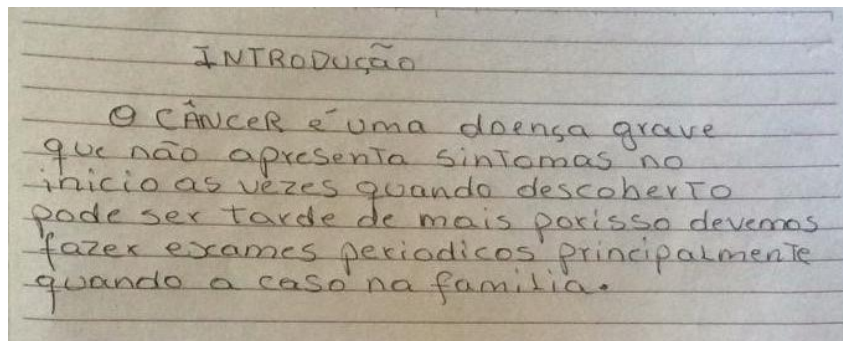 INTRODUÇÃO
O CÂNCER é uma doença grave
que não apresenta sintomas no
inicio as vezes quando descoberto
pode ser tarde de mais porisso devemos
fazer exames periodicos principalmente
quando a caso na familia.